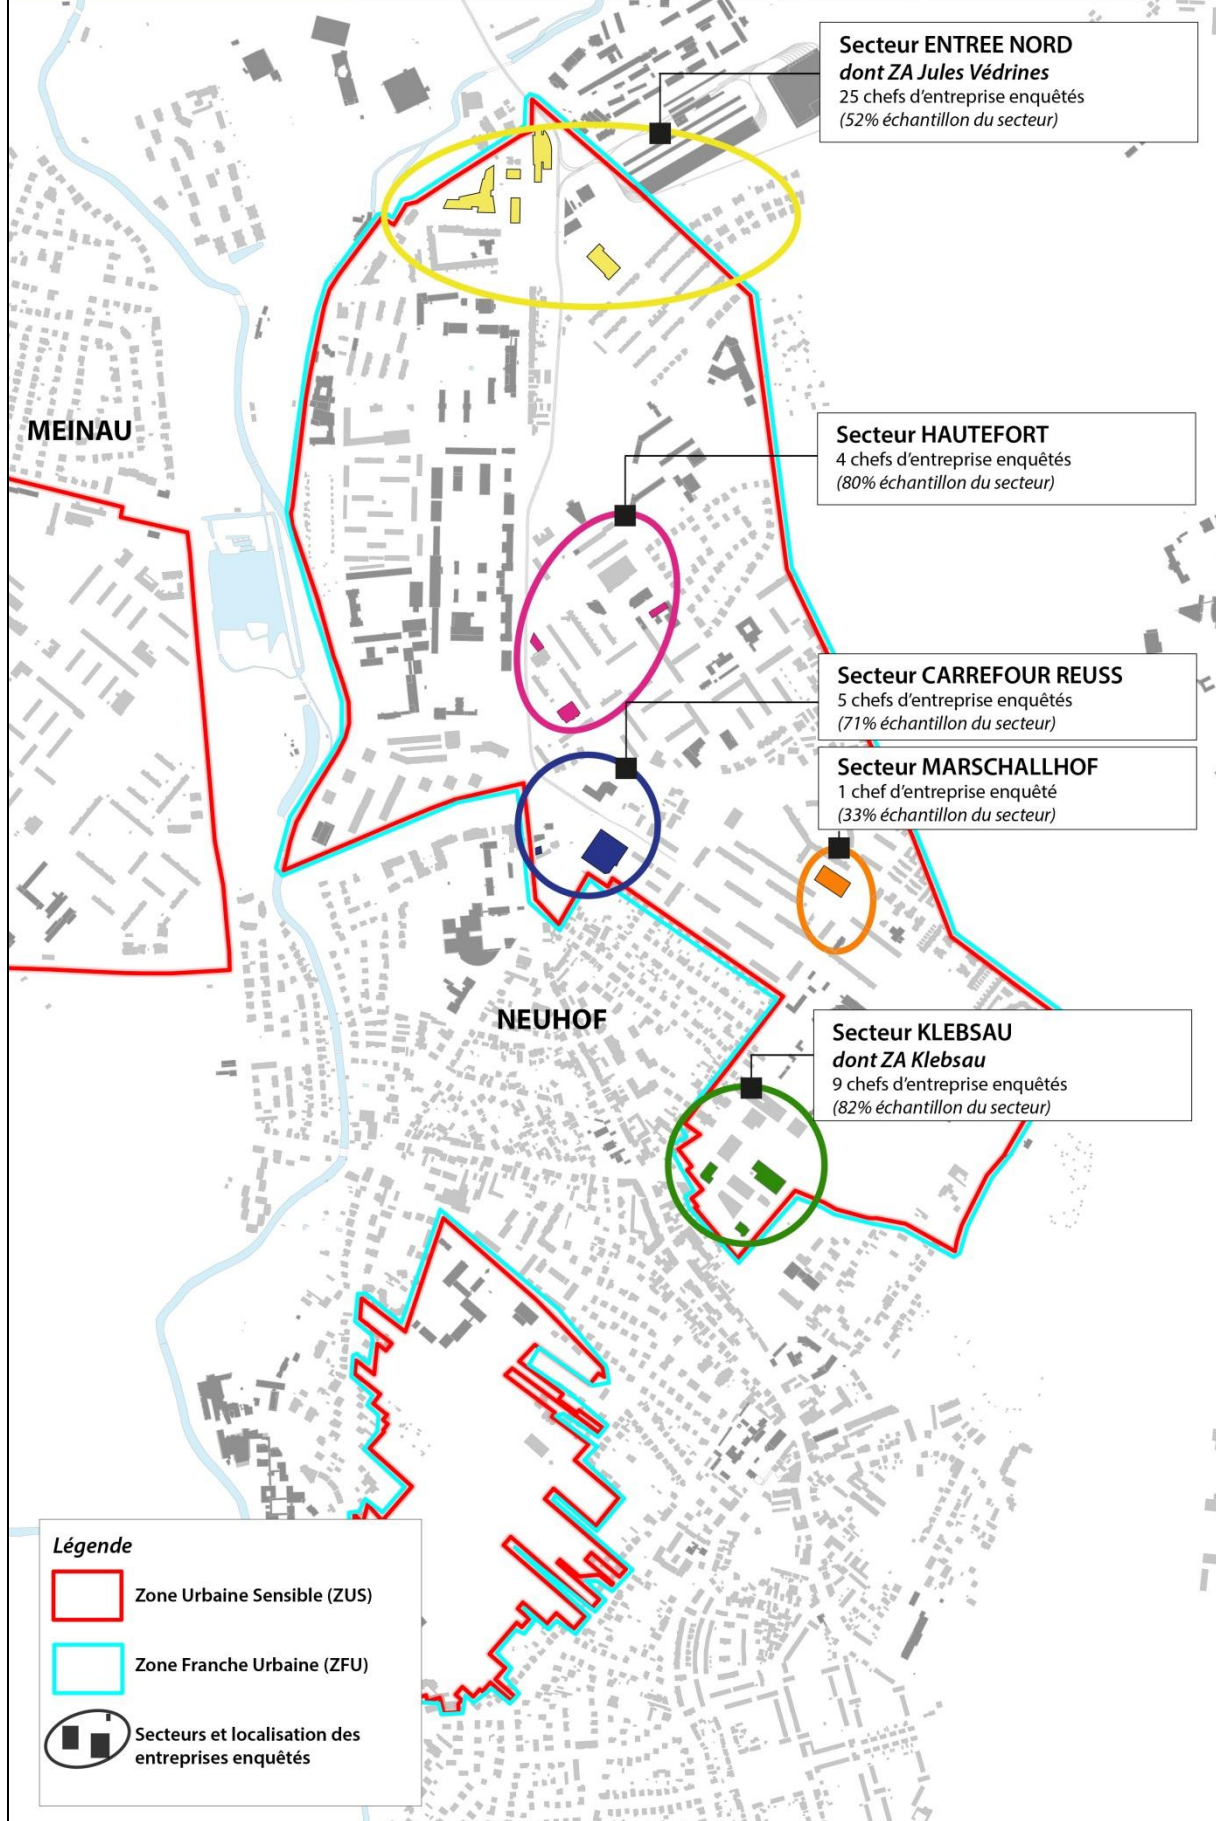 Secteur ENTREE NORD
dont ZA Jules Védrines
25 chefs d'entreprise enquêtés
(52% échantillon du secteur)
MEINAU
Secteur HAUTEFORT
4 chefs d'entreprise enquêtés
(80% échantillon du secteur)
Secteur CARREFOUR REUSS
5 chefs d'entreprise enquêtés
(71% échantillon du secteur)
Secteur MARSCHALLHOF
1 chef d'entreprise enquêté
(33% échantillon du secteur)
NEUHOF
Secteur KLEBSAU
dont ZA Klebsau
9 chefs d'entreprise enquêtés
(82% échantillon du secteur)
Légende
Zone Urbaine Sensible (ZUS)
Zone Franche Urbaine (ZFU)
Secteurs et localisation des
entreprises enquêtés